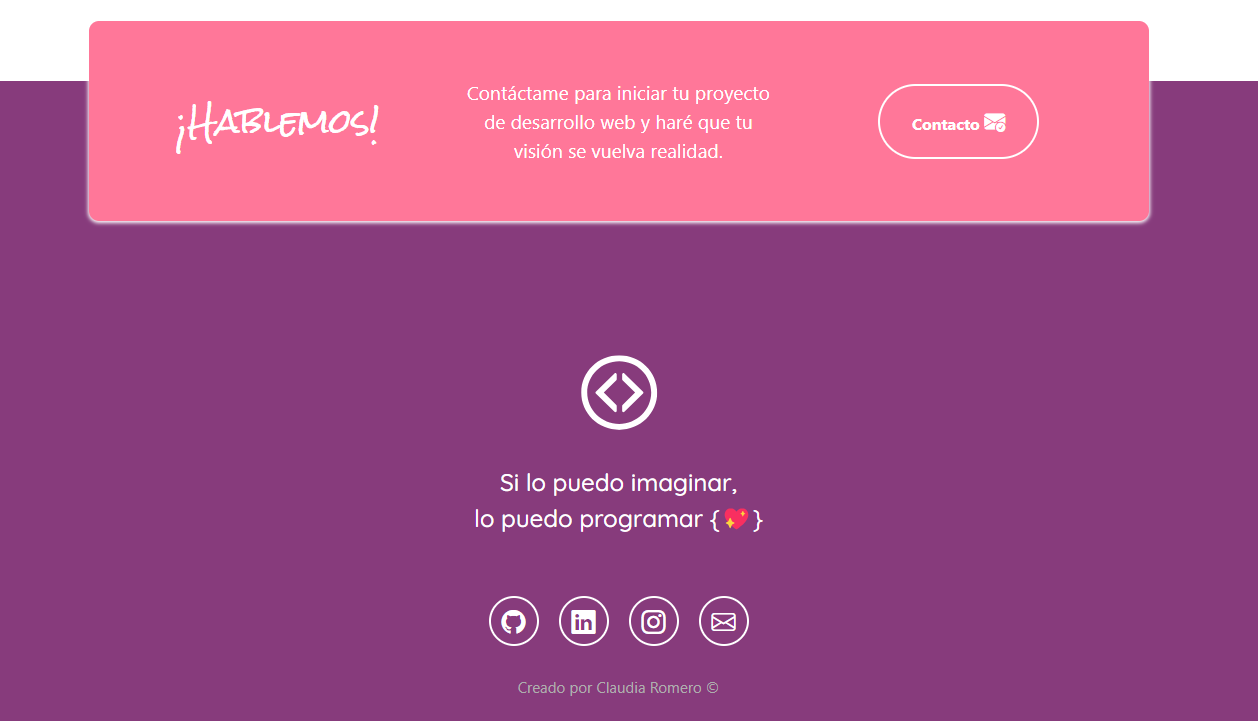 ¡Hablemos!
Contáctame para iniciar tu proyecto
de desarrollo web y haré que tu
visión se vuelva realidad.
Contacto
Si lo puedo imaginar,
lo puedo programar {💖}
in
Creado por Claudia Romero ©